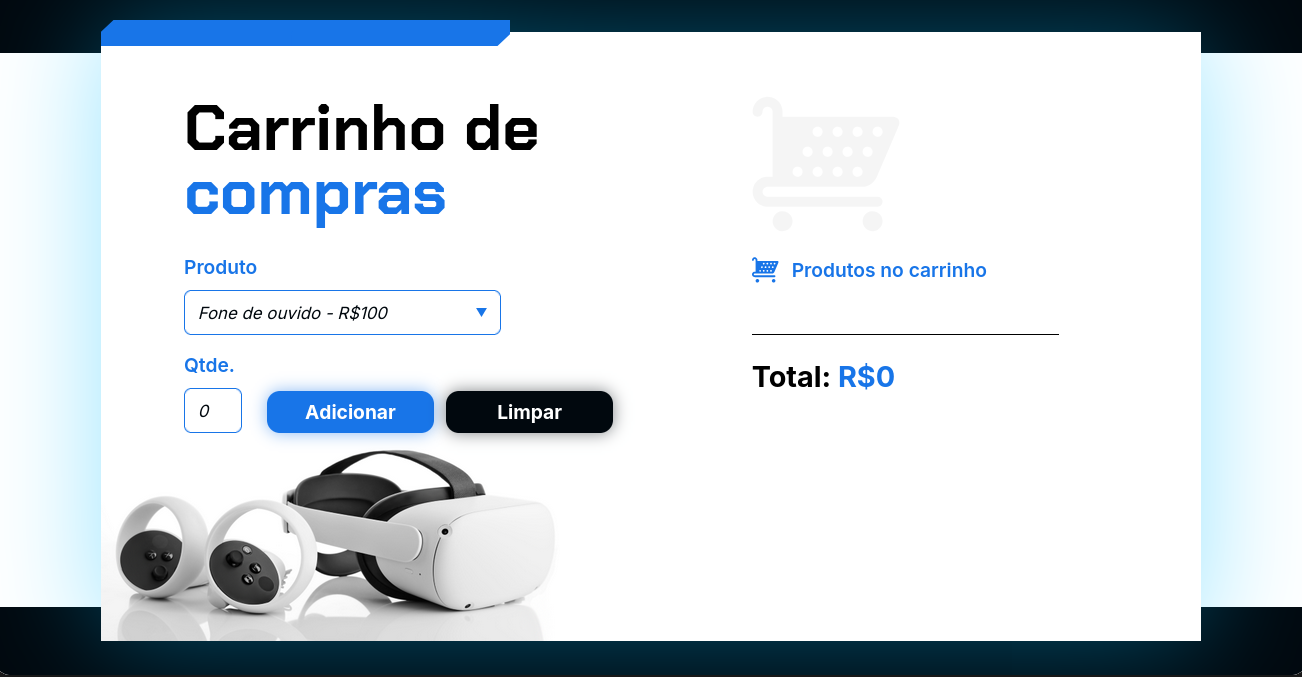 Carrinho de
compras
Produto
Fone de ouvido - R$100
Qtde.
0
Adicionar
Limpar
Produtos no carrinho
Total: R$0